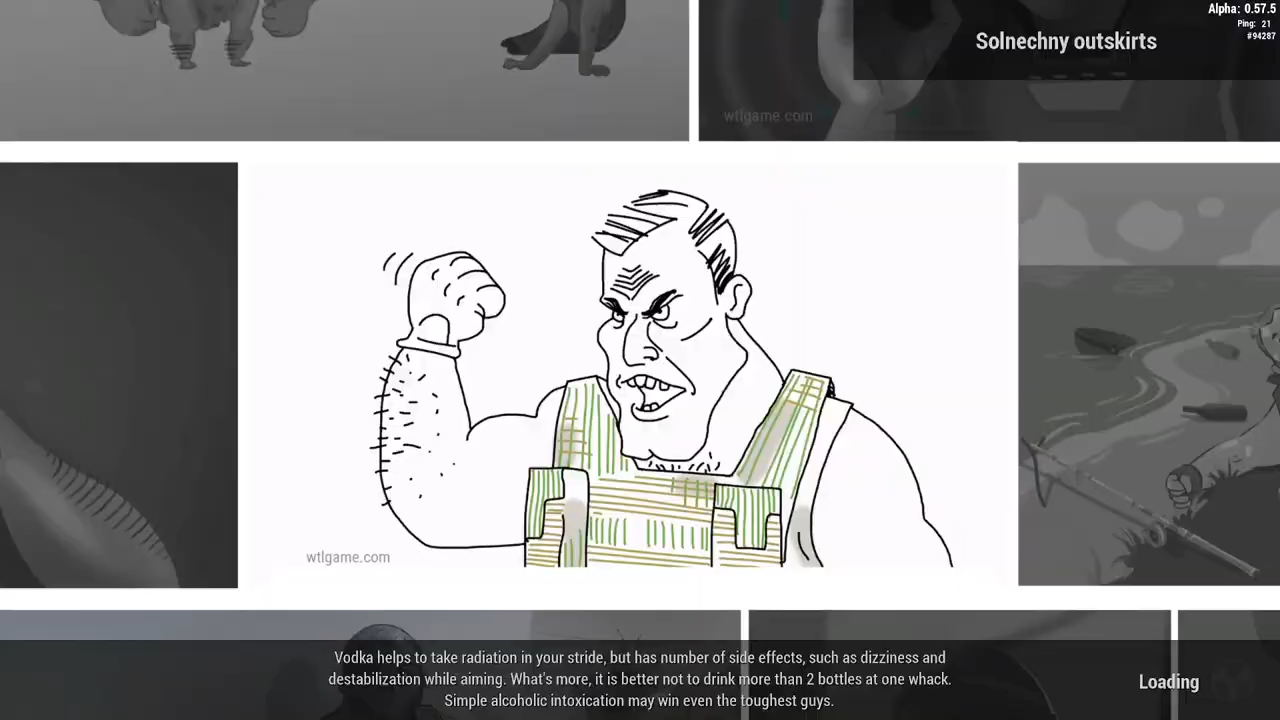 Alpha: 0.57.5
Ping: 21
#94287
Solnechny outskirts
wtlgame.com
wtlgame.com
Vodka helps to take radiation in your stride, but has number of side effects, such as dizziness and
destabilization while aiming. What's more, it is better not to drink more than 2 bottles at one whack.
Simple alcoholic intoxication may win even the toughest guys.
Loading